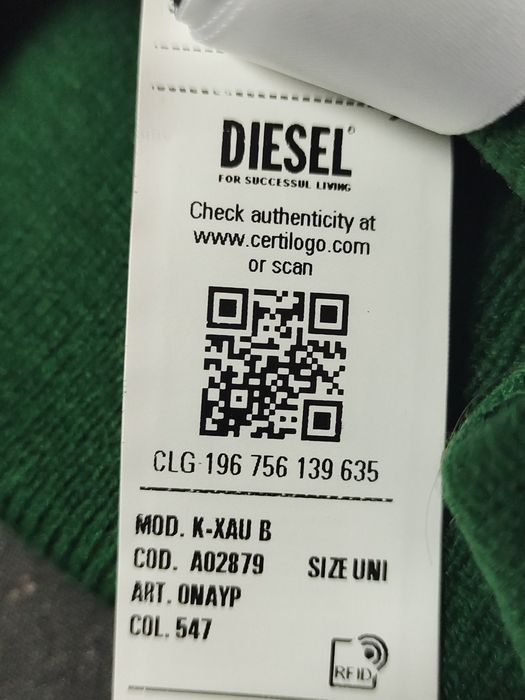 DIESEL®
FOR SUCCESSUL LIVING
Check authenticity at
www.certilogo.com
or scan
CLG 196 756 139 635
MOD. K-XAU B
COD. A02879 SIZE UNI
ART. 0NAYP
COL. 547
RFID